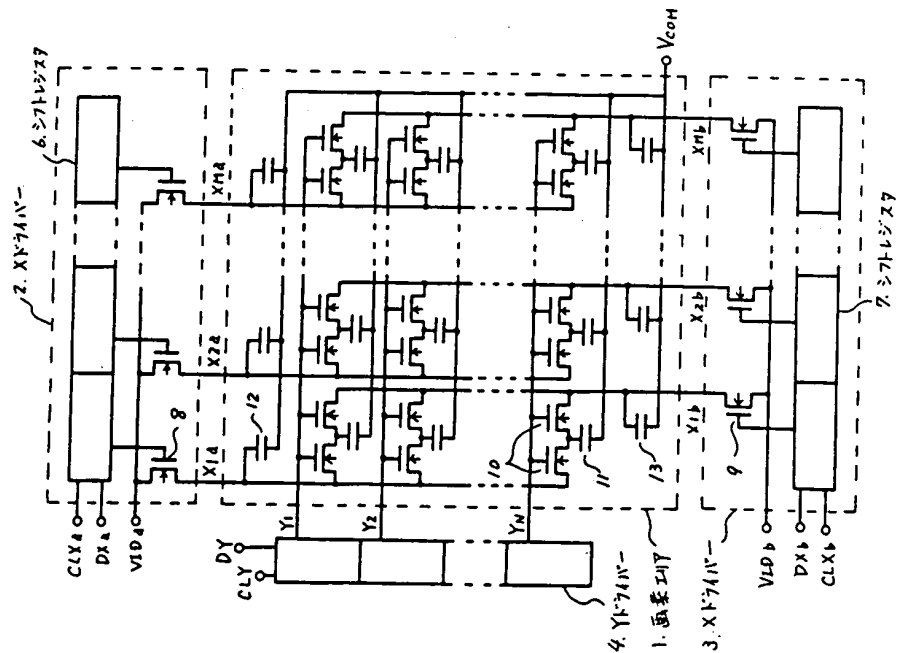 2. Xドライバー
6. シフトレジスタ
CLXa
DXa
VIDa
8
X1a
X2a
XMa
12
VCOM
DY
CLY
Y1
Y2
YN
10
11
13
4. Yドライバー
1. 画素エリア
3. Xドライバー
X1b
X2b
XMb
9
VIDb
DXb
CLXb
7. シフトレジスタ